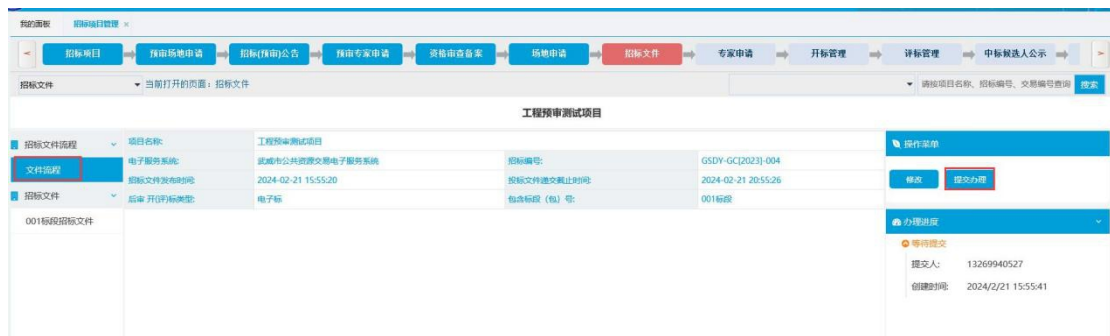 我的面板 招标项目管理 ×
招标项目 预审场地申请 招标(预审)公告 预审专家申请 资格审查备案 场地申请 招标文件 专家申请 开标管理 评标管理 中标候选人公示
招标文件 当前打开的页面：招标文件 请按项目名称、招标编号、交易编号查询 搜索
工程预审测试项目
招标文件流程
文件流程
招标文件
001标段招标文件
项目名称: 工程预审测试项目
电子服务系统: 武威市公共资源交易电子服务系统 招标编号: GSDY-GC[2023]-004
招标文件发布时间: 2024-02-21 15:55:20 投标文件递交截止时间: 2024-02-21 20:55:26
后审 开(评)标类型: 电子标 包含标段（包）号: 001标段
操作菜单
修改 提交办理
办理进度
等待提交
提交人: 13269940527
创建时间: 2024/2/21 15:55:41